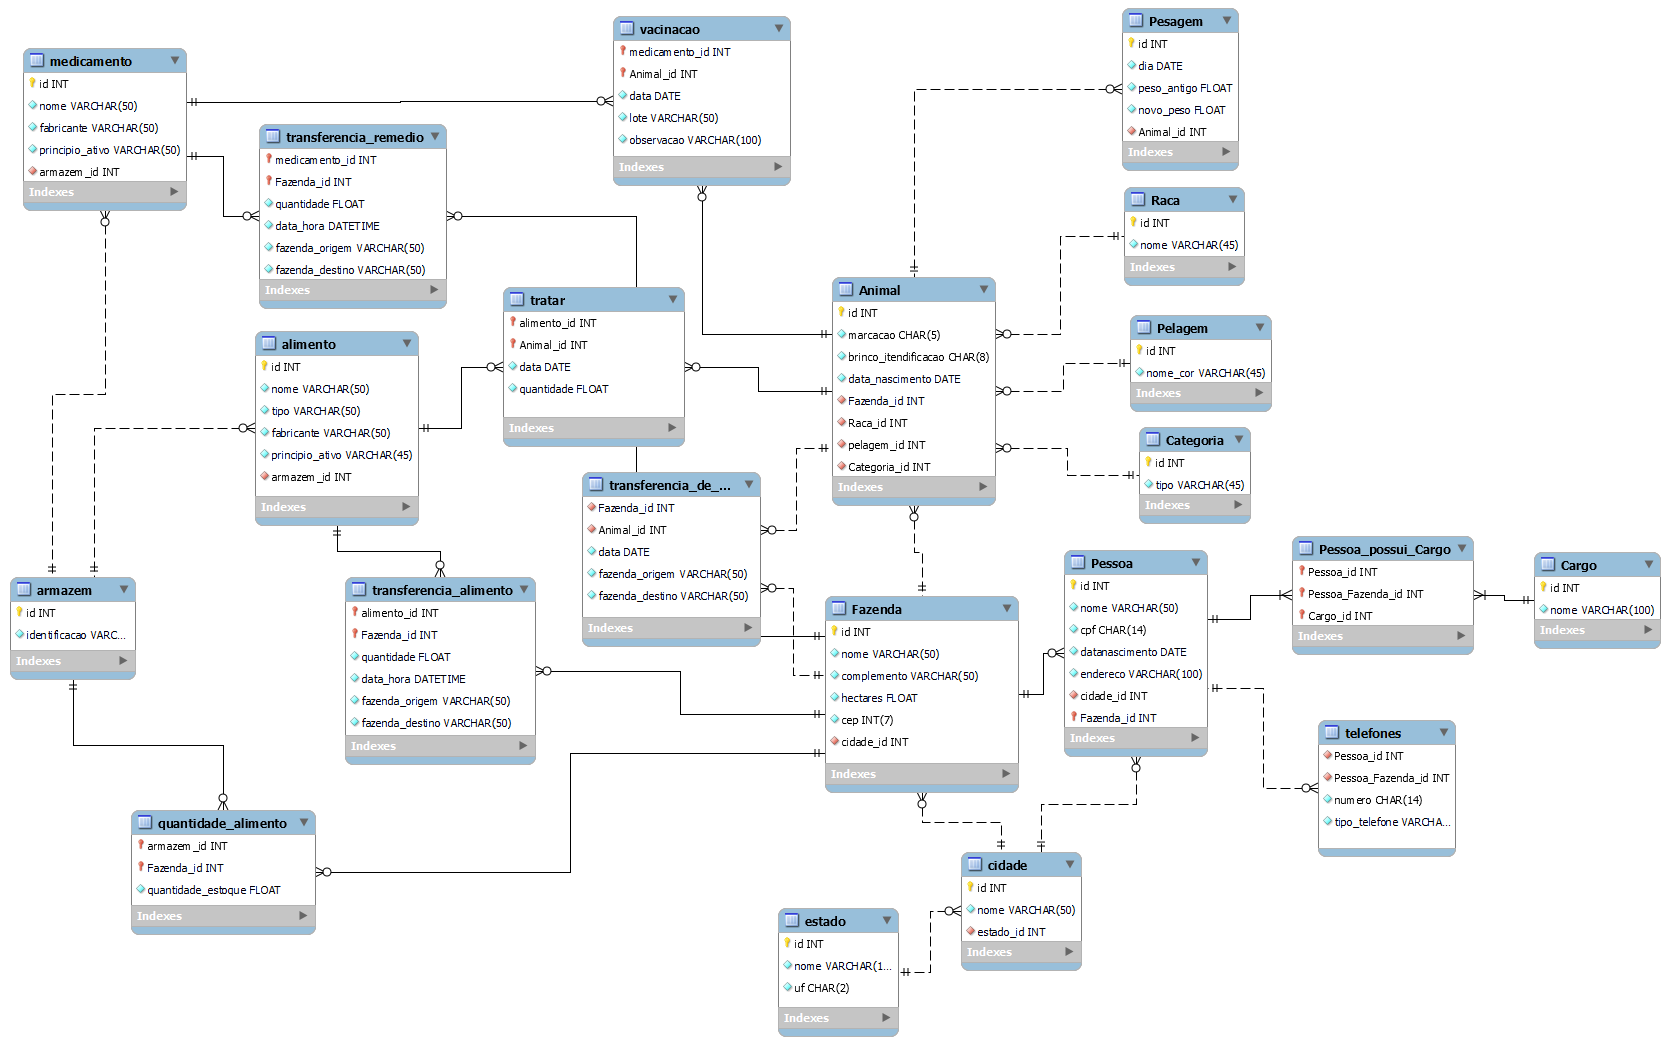 medicamento
id INT
nome VARCHAR(50)
fabricante VARCHAR(50)
principio_ativo VARCHAR(50)
armazem_id INT
Indexes
vacinacao
medicamento_id INT
Animal_id INT
data DATE
lote VARCHAR(50)
observacao VARCHAR(100)
Indexes
Pesagem
id INT
dia DATE
peso_antigo FLOAT
novo_peso FLOAT
Animal_id INT
Indexes
transferencia_remedio
medicamento_id INT
Fazenda_id INT
quantidade FLOAT
data_hora DATETIME
fazenda_origem VARCHAR(50)
fazenda_destino VARCHAR(50)
Indexes
Raca
id INT
nome VARCHAR(45)
Indexes
tratar
alimento_id INT
Animal_id INT
data DATE
quantidade FLOAT
Indexes
Animal
id INT
marcacao CHAR(5)
brinco_itendificacao CHAR(8)
data_nascimento DATE
Fazenda_id INT
Raca_id INT
pelagem_id INT
Categoria_id INT
Indexes
Pelagem
id INT
nome_cor VARCHAR(45)
Indexes
alimento
id INT
nome VARCHAR(50)
tipo VARCHAR(50)
fabricante VARCHAR(50)
principio_ativo VARCHAR(45)
armazem_id INT
Indexes
Categoria
id INT
tipo VARCHAR(45)
Indexes
transferencia_de_...
Fazenda_id INT
Animal_id INT
data DATE
fazenda_origem VARCHAR(50)
fazenda_destino VARCHAR(50)
Indexes
armazem
id INT
identificacao VARC...
Indexes
transferencia_alimento
alimento_id INT
Fazenda_id INT
quantidade FLOAT
data_hora DATETIME
fazenda_origem VARCHAR(50)
fazenda_destino VARCHAR(50)
Indexes
Fazenda
id INT
nome VARCHAR(50)
complemento VARCHAR(50)
hectares FLOAT
cep INT(7)
cidade_id INT
Indexes
Pessoa
id INT
nome VARCHAR(50)
cpf CHAR(14)
datanascimento DATE
endereco VARCHAR(100)
cidade_id INT
Fazenda_id INT
Indexes
Pessoa_possui_Cargo
Pessoa_id INT
Pessoa_Fazenda_id INT
Cargo_id INT
Indexes
Cargo
id INT
nome VARCHAR(100)
Indexes
telefones
Pessoa_id INT
Pessoa_Fazenda_id INT
numero CHAR(14)
tipo_telefone VARCHA...
quantidade_alimento
armazem_id INT
Fazenda_id INT
quantidade_estoque FLOAT
Indexes
cidade
id INT
nome VARCHAR(50)
estado_id INT
Indexes
estado
id INT
nome VARCHAR(1...
uf CHAR(2)
Indexes